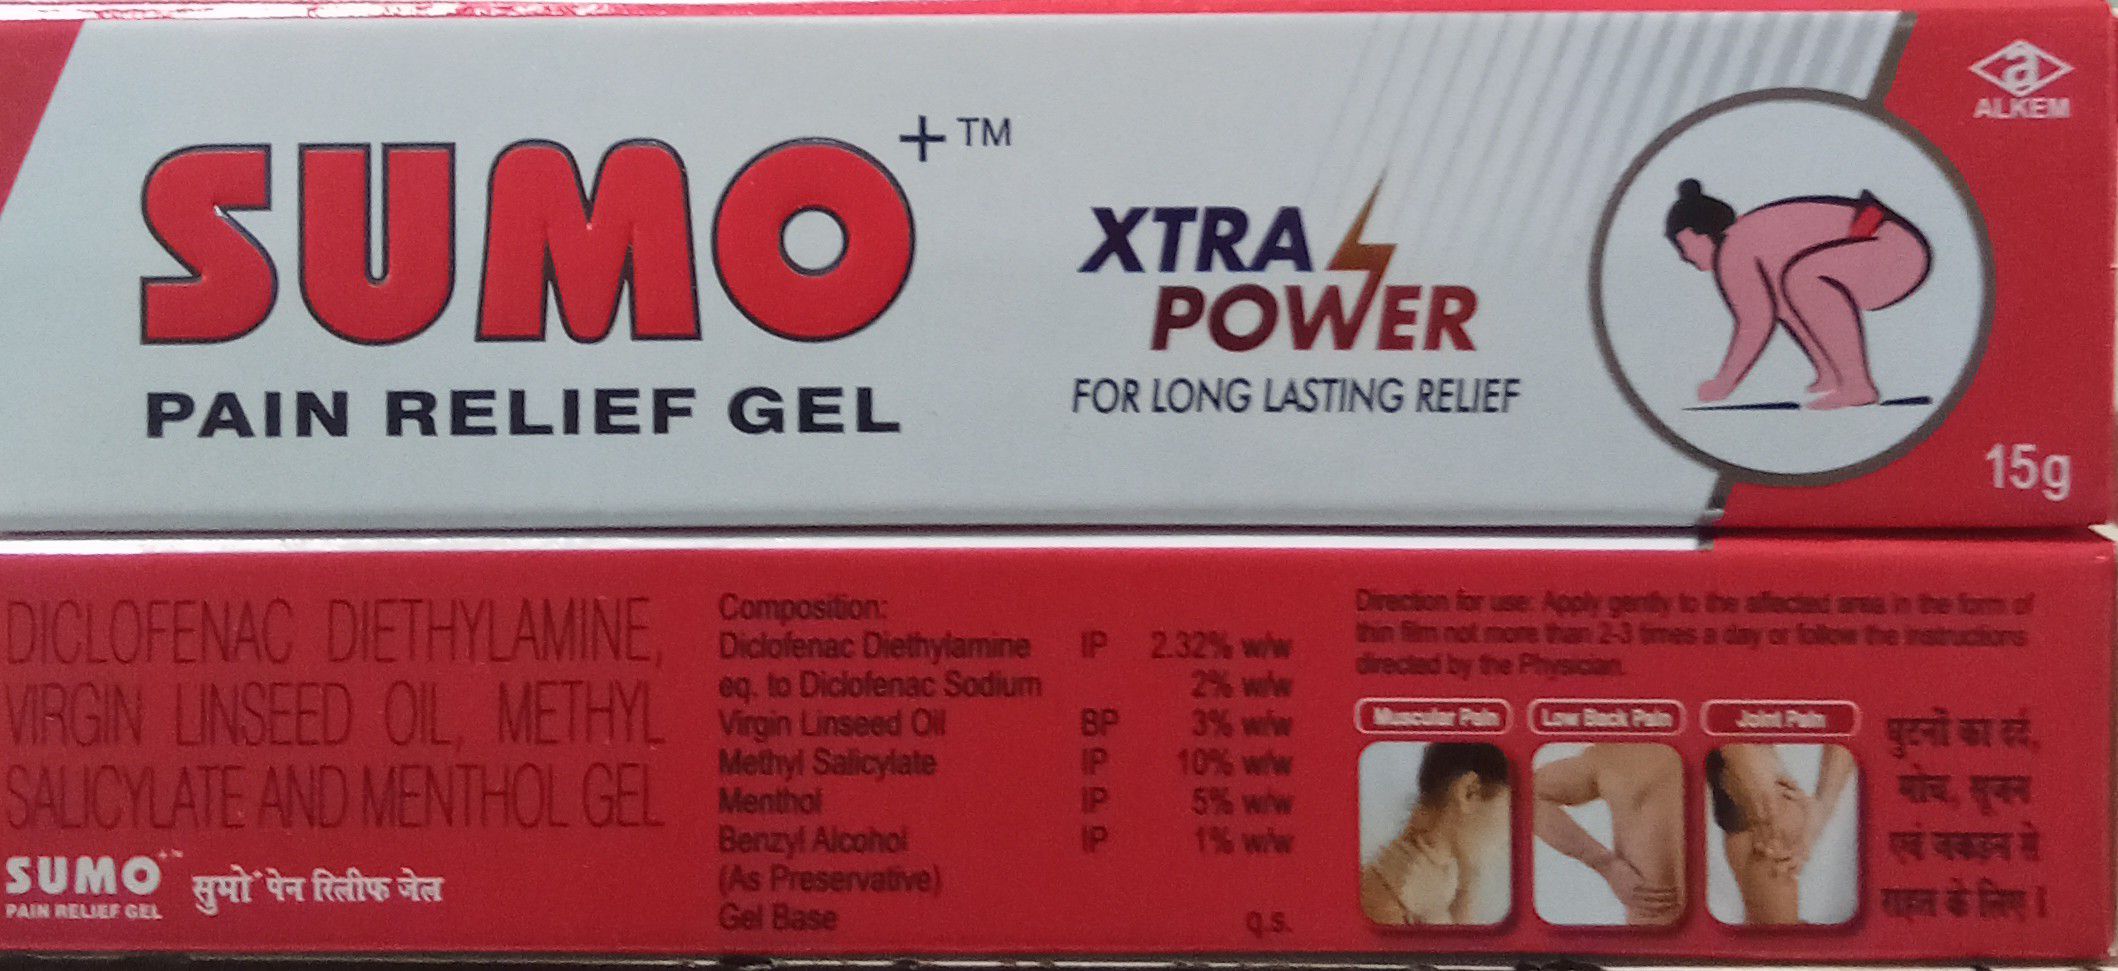 SUMO+™
PAIN RELIEF GEL
XTRA
POWER
FOR LONG LASTING RELIEF
a
ALKEM
15g
DICLOFENAC DIETHYLAMINE,
VIRGIN LINSEED OIL, METHYL
SALICYLATE AND MENTHOL GEL
SUMO+™
PAIN RELIEF GEL
सुमो+ पेन रिलीफ जेल
Composition:
Diclofenac Diethylamine IP 2.32% w/w
eq. to Diclofenac Sodium 2% w/w
Virgin Linseed Oil BP 3% w/w
Methyl Salicylate IP 10% w/w
Menthol IP 5% w/w
Benzyl Alcohol IP 1% w/w
(As Preservative)
Gel Base q.s.
Direction for use: Apply gently to the affected area in the form of
thin film not more than 2-3 times a day or follow the instructions
directed by the Physician.
Muscular Pain
Low Back Pain
Joint Pain
घुटनों का दर्द,
मोच, सूजन
एवं जकड़न से
राहत के लिए ।